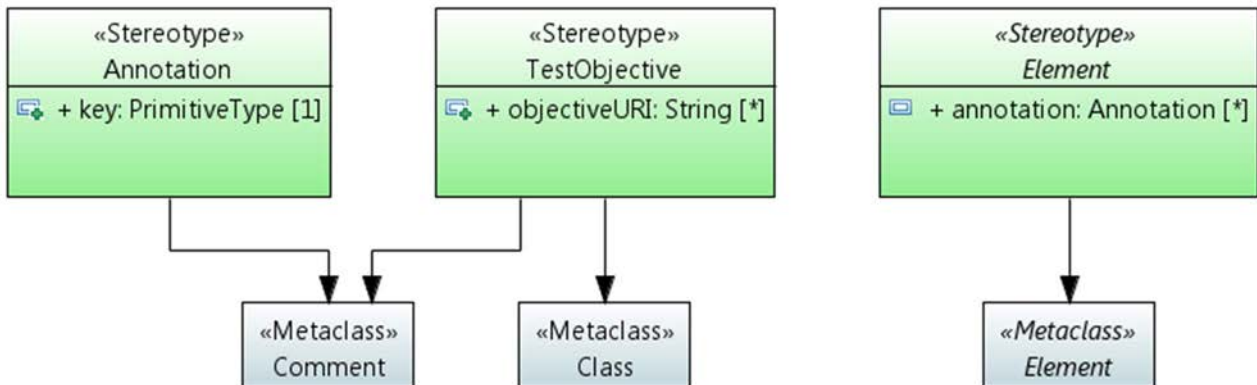 «Stereotype»
Annotation
+ key: PrimitiveType [1]
«Stereotype»
TestObjective
+ objectiveURI: String [*]
«Stereotype»
Element
+ annotation: Annotation [*]
«Metaclass»
Comment
«Metaclass»
Class
«Metaclass»
Element